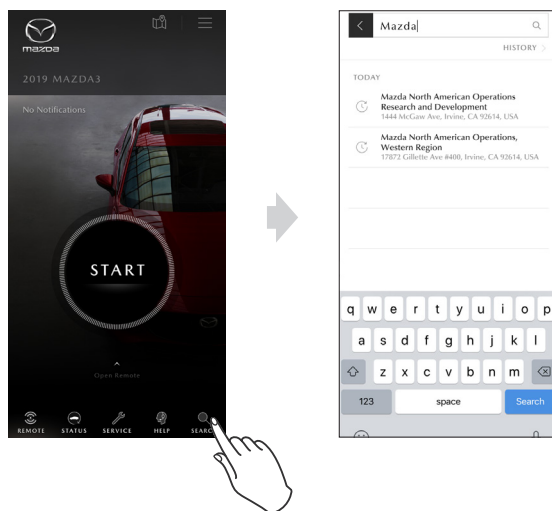 mazda
2019 MAZDA3
No Notifications
START
Open Remote
REMOTE STATUS SERVICE HELP SEARCH
Mazda
HISTORY
TODAY
Mazda North American Operations
Research and Development
1444 McGaw Ave, Irvine, CA 92614, USA
Mazda North American Operations,
Western Region
17872 Gillette Ave #400, Irvine, CA 92614, USA
q w e r t y u i o p
a s d f g h j k l
z x c v b n m
123 space Search